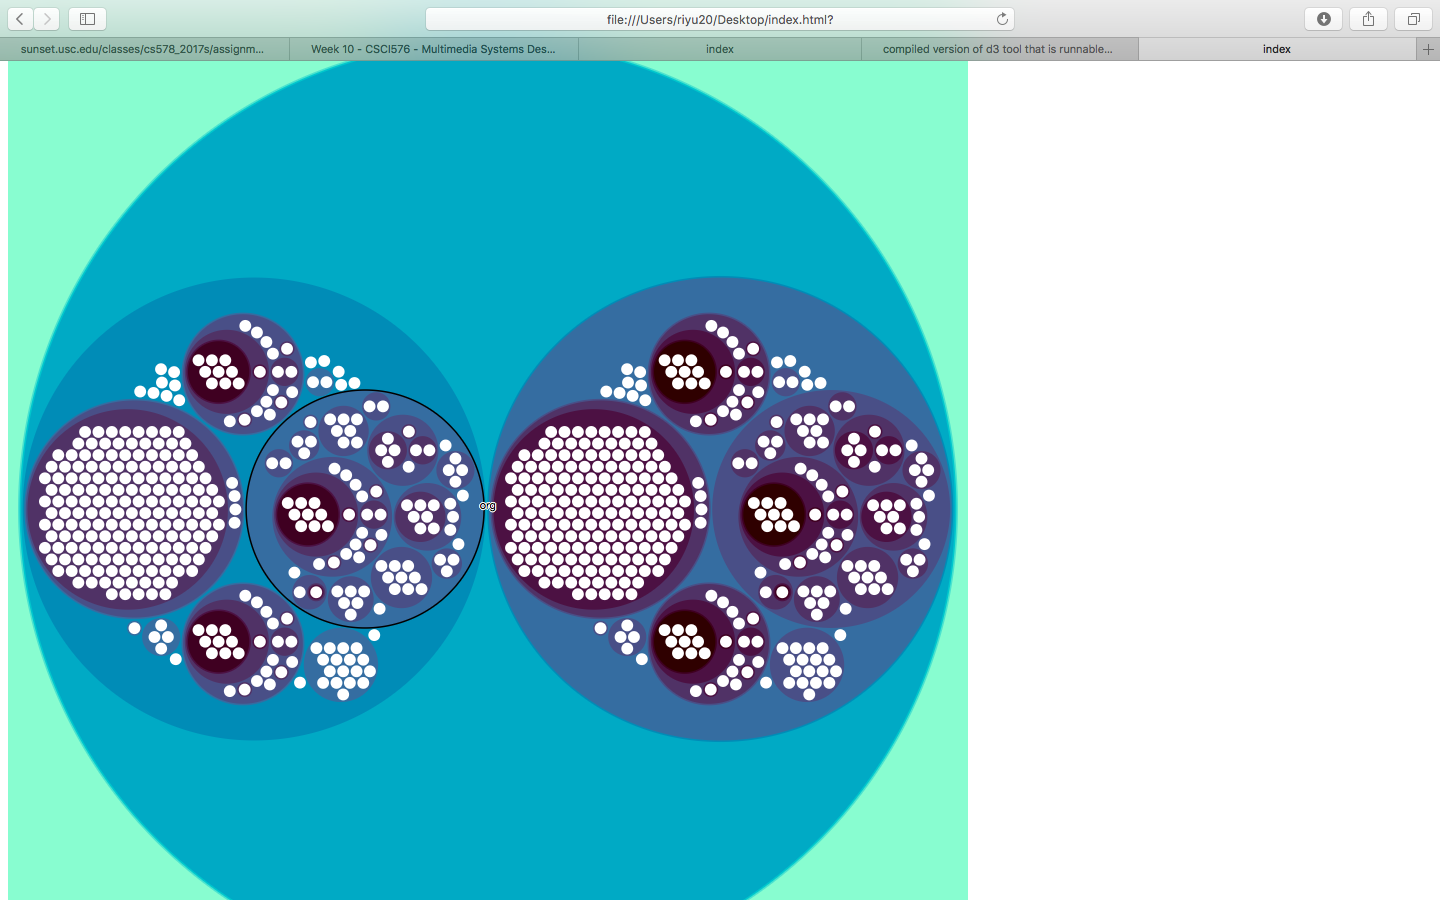 file:///Users/riyu20/Desktop/index.html?
sunset.usc.edu/classes/cs578_2017s/assignm...
Week 10 - CSCI576 - Multimedia Systems Des...
index
compiled version of d3 tool that is runnable...
index
org